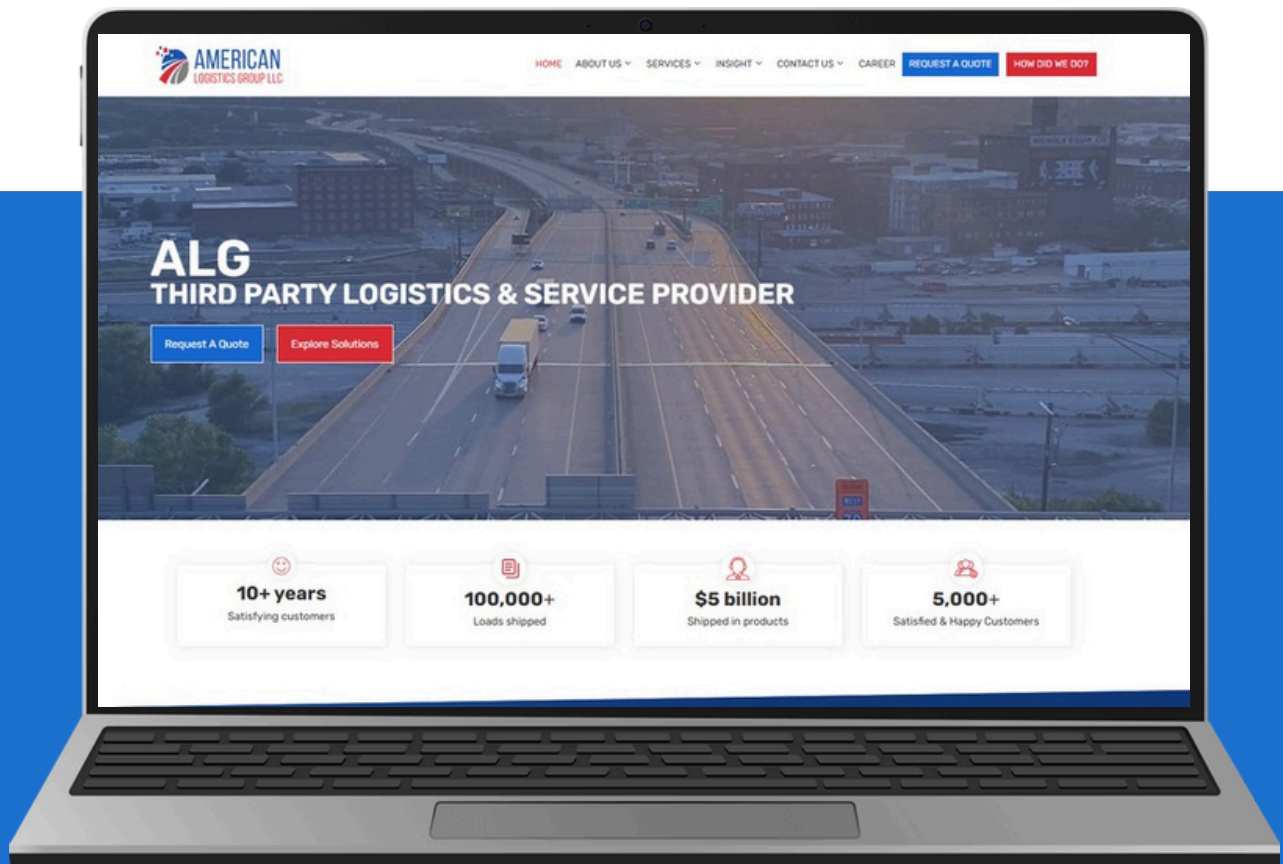 AMERICAN
LOGISTICS GROUP LLC
HOME ABOUT US SERVICES INSIGHT CONTACT US CAREER REQUEST A QUOTE HOW DID WE DO?
ALG
THIRD PARTY LOGISTICS & SERVICE PROVIDER
Request A Quote Explore Solutions
WEST
70
10+ years 100,000+ $5 billion 5,000+
Satisfying customers Loads shipped Shipped in products Satisfied & Happy Customers